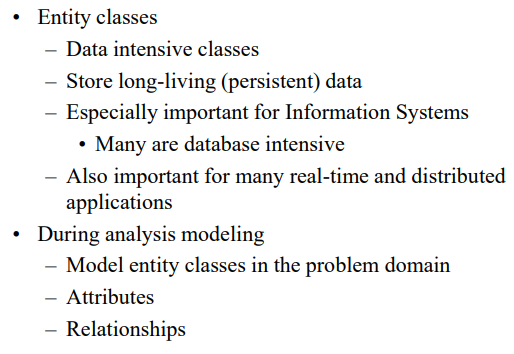 • Entity classes
– Data intensive classes
– Store long-living (persistent) data
– Especially important for Information Systems
• Many are database intensive
– Also important for many real-time and distributed
applications
• During analysis modeling
– Model entity classes in the problem domain
– Attributes
– Relationships